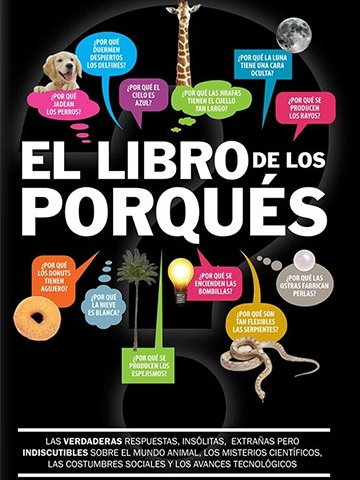 ¿POR QUÉ
DUERMEN
DESPIERTOS
LOS DELFINES?
¿POR QUÉ LA LUNA
TIENE UNA CARA
OCULTA?
¿POR QUÉ
JADEAN
LOS PERROS?
¿POR QUÉ EL
CIELO ES
AZUL?
¿POR QUÉ LAS JIRAFAS
TIENEN EL CUELLO
TAN LARGO?
¿POR QUÉ SE
PRODUCEN
LOS RAYOS?
EL LIBRO DE LOS
PORQUÉS
¿POR QUÉ
LOS DONUTS
TIENEN
AGUJERO?
¿POR QUÉ
LA NIEVE
ES BLANCA?
¿POR QUÉ SE
ENCIENDEN LAS
BOMBILLAS?
¿POR QUÉ LAS
OSTRAS FABRICAN
PERLAS?
¿POR QUÉ SON
TAN FLEXIBLES
LAS SERPIENTES?
¿POR QUÉ SE
PRODUCEN LOS
ESPEJISMOS?
LAS VERDADERAS RESPUESTAS, INSÓLITAS, EXTRAÑAS PERO
INDISCUTIBLES SOBRE EL MUNDO ANIMAL, LOS MISTERIOS CIENTÍFICOS,
LAS COSTUMBRES SOCIALES Y LOS AVANCES TECNOLÓGICOS